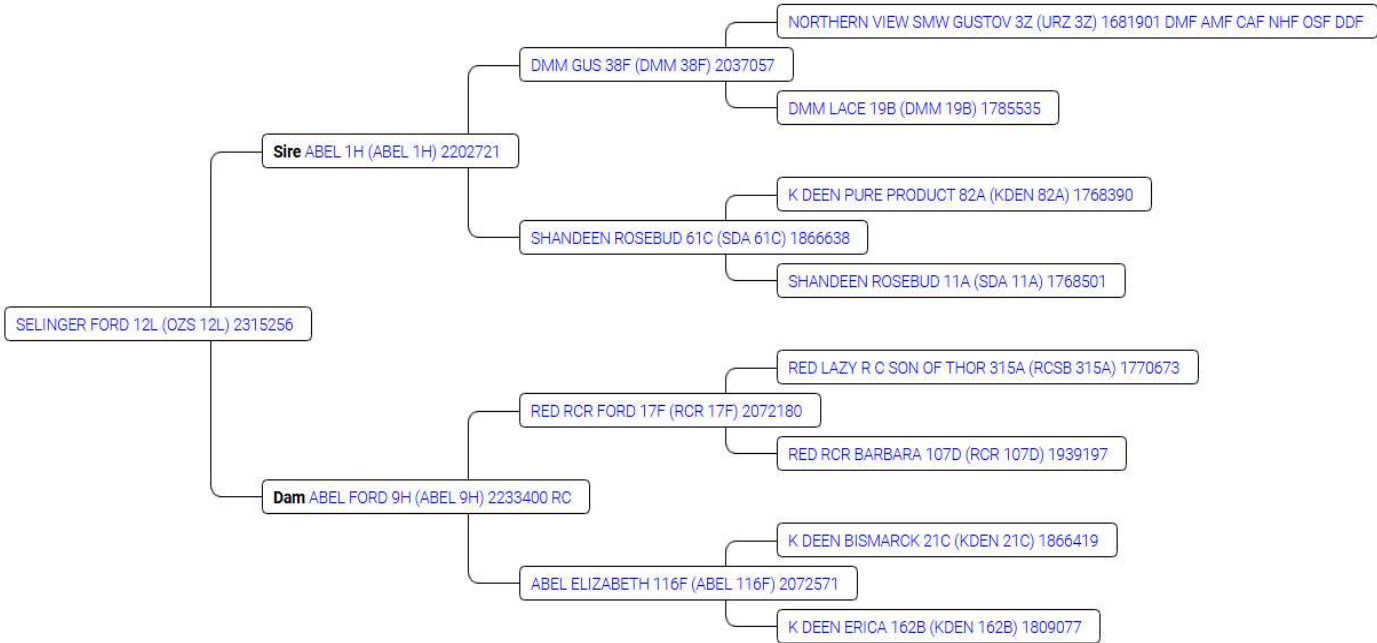 NORTHERN VIEW SMW GUSTOV 3Z (URZ 3Z) 1681901 DMF AMF CAF NHF OSF DDF
DMM GUS 38F (DMM 38F) 2037057
DMM LACE 19B (DMM 19B) 1785535
Sire ABEL 1H (ABEL 1H) 2202721
K DEEN PURE PRODUCT 82A (KDEN 82A) 1768390
SHANDEEN ROSEBUD 61C (SDA 61C) 1866638
SHANDEEN ROSEBUD 11A (SDA 11A) 1768501
SELINGER FORD 12L (OZS 12L) 2315256
RED LAZY R C SON OF THOR 315A (RCSB 315A) 1770673
RED RCR FORD 17F (RCR 17F) 2072180
RED RCR BARBARA 107D (RCR 107D) 1939197
Dam ABEL FORD 9H (ABEL 9H) 2233400 RC
K DEEN BISMARCK 21C (KDEN 21C) 1866419
ABEL ELIZABETH 116F (ABEL 116F) 2072571
K DEEN ERICA 162B (KDEN 162B) 1809077